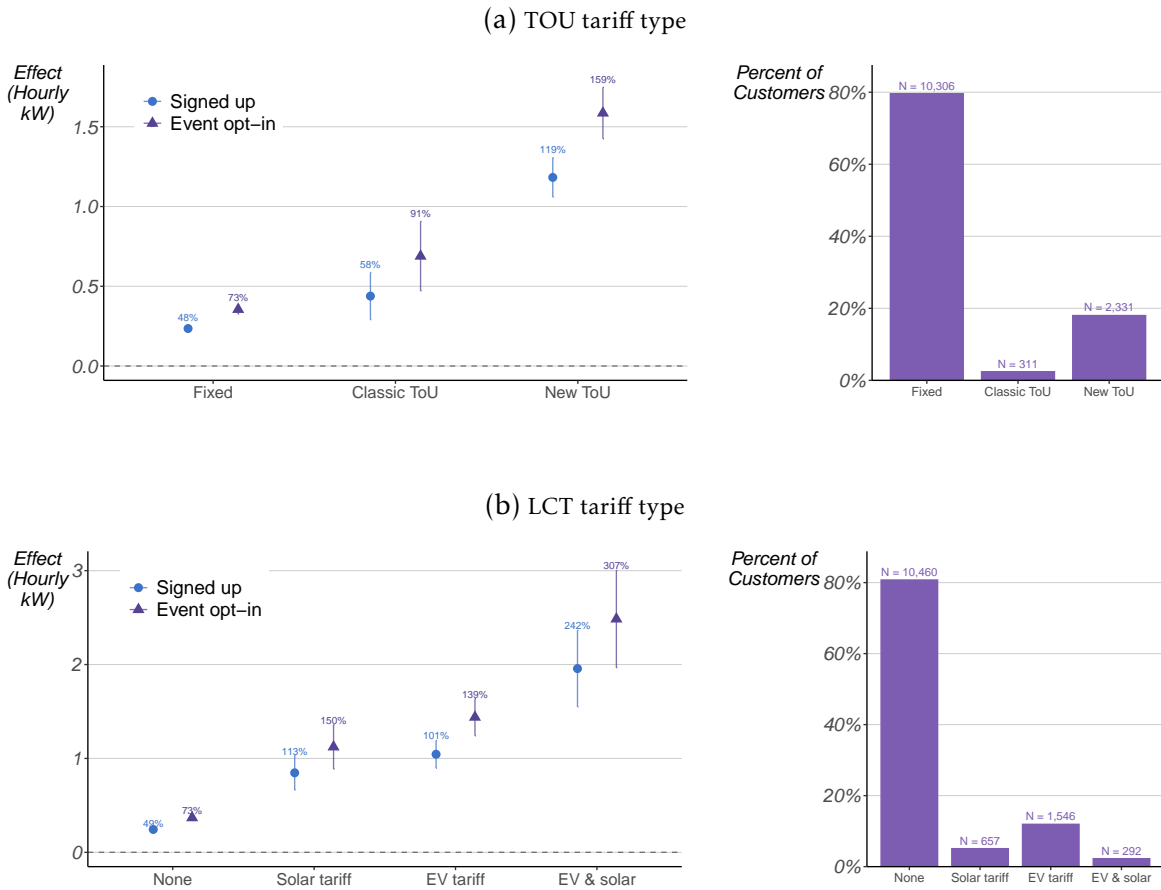 (a) TOU tariff type
Effect
(Hourly
kW)
Signed up
Event opt−in
1.5
1.0
0.5
0.0
48%
73%
58%
91%
119%
159%
Fixed
Classic ToU
New ToU
Percent of
Customers
80%
60%
40%
20%
0%
N = 10,306
N = 311
N = 2,331
Fixed
Classic ToU
New ToU
(b) LCT tariff type
Effect
(Hourly
kW)
Signed up
Event opt−in
3
2
1
0
49%
73%
113%
150%
101%
139%
242%
307%
None
Solar tariff
EV tariff
EV & solar
Percent of
Customers
80%
60%
40%
20%
0%
N = 10,460
N = 657
N = 1,546
N = 292
None
Solar tariff
EV tariff
EV & solar